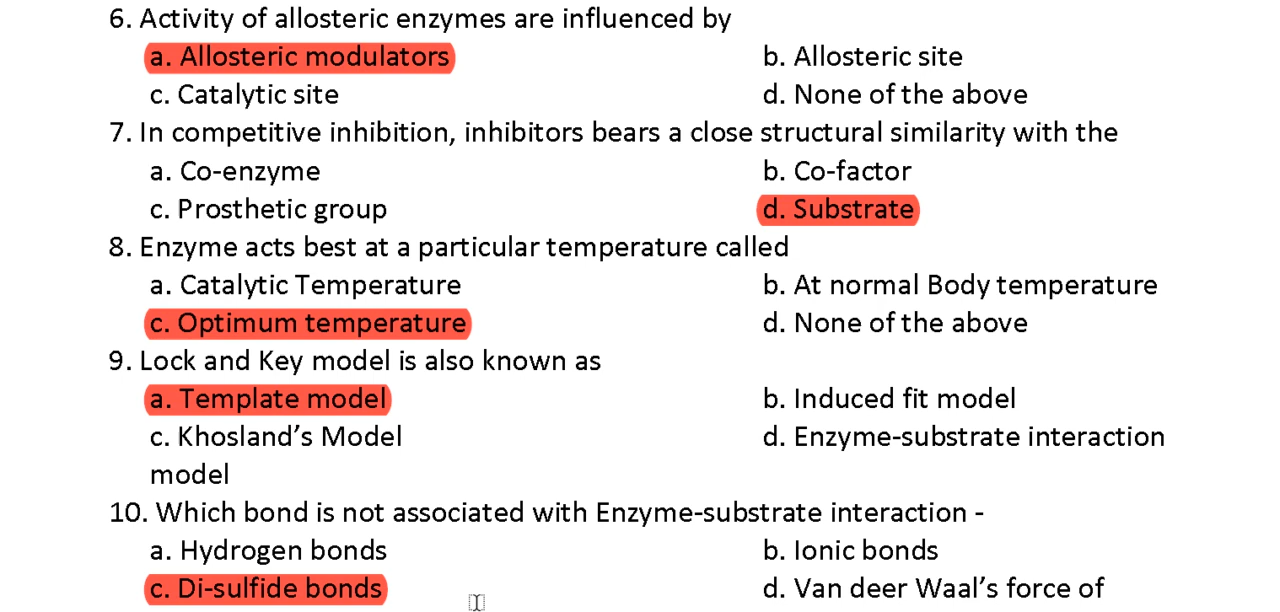 6. Activity of allosteric enzymes are influenced by
a. Allosteric modulators b. Allosteric site
c. Catalytic site d. None of the above
7. In competitive inhibition, inhibitors bears a close structural similarity with the
a. Co-enzyme b. Co-factor
c. Prosthetic group d. Substrate
8. Enzyme acts best at a particular temperature called
a. Catalytic Temperature b. At normal Body temperature
c. Optimum temperature d. None of the above
9. Lock and Key model is also known as
a. Template model b. Induced fit model
c. Khosland’s Model d. Enzyme-substrate interaction
model
10. Which bond is not associated with Enzyme-substrate interaction -
a. Hydrogen bonds b. Ionic bonds
c. Di-sulfide bonds d. Van deer Waal’s force of